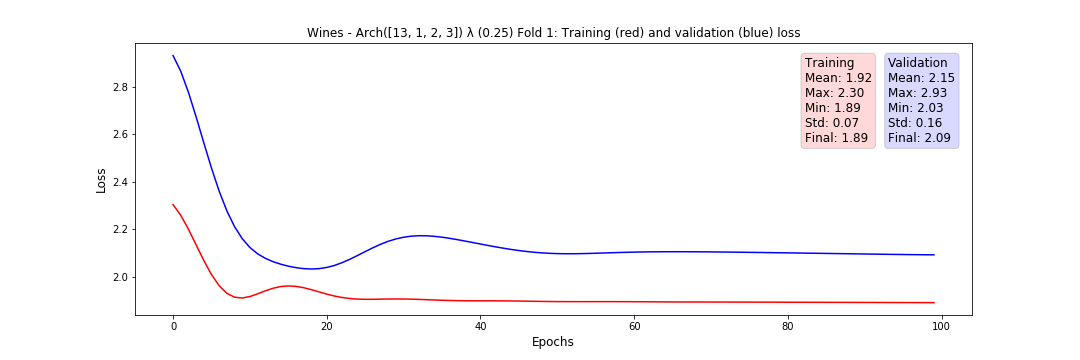 Wines - Arch([13, 1, 2, 3]) λ (0.25) Fold 1: Training (red) and validation (blue) loss
Training
Mean: 1.92
Max: 2.30
Min: 1.89
Std: 0.07
Final: 1.89
Validation
Mean: 2.15
Max: 2.93
Min: 2.03
Std: 0.16
Final: 2.09
Loss
2.8
2.6
2.4
2.2
2.0
0
20
40
60
80
100
Epochs